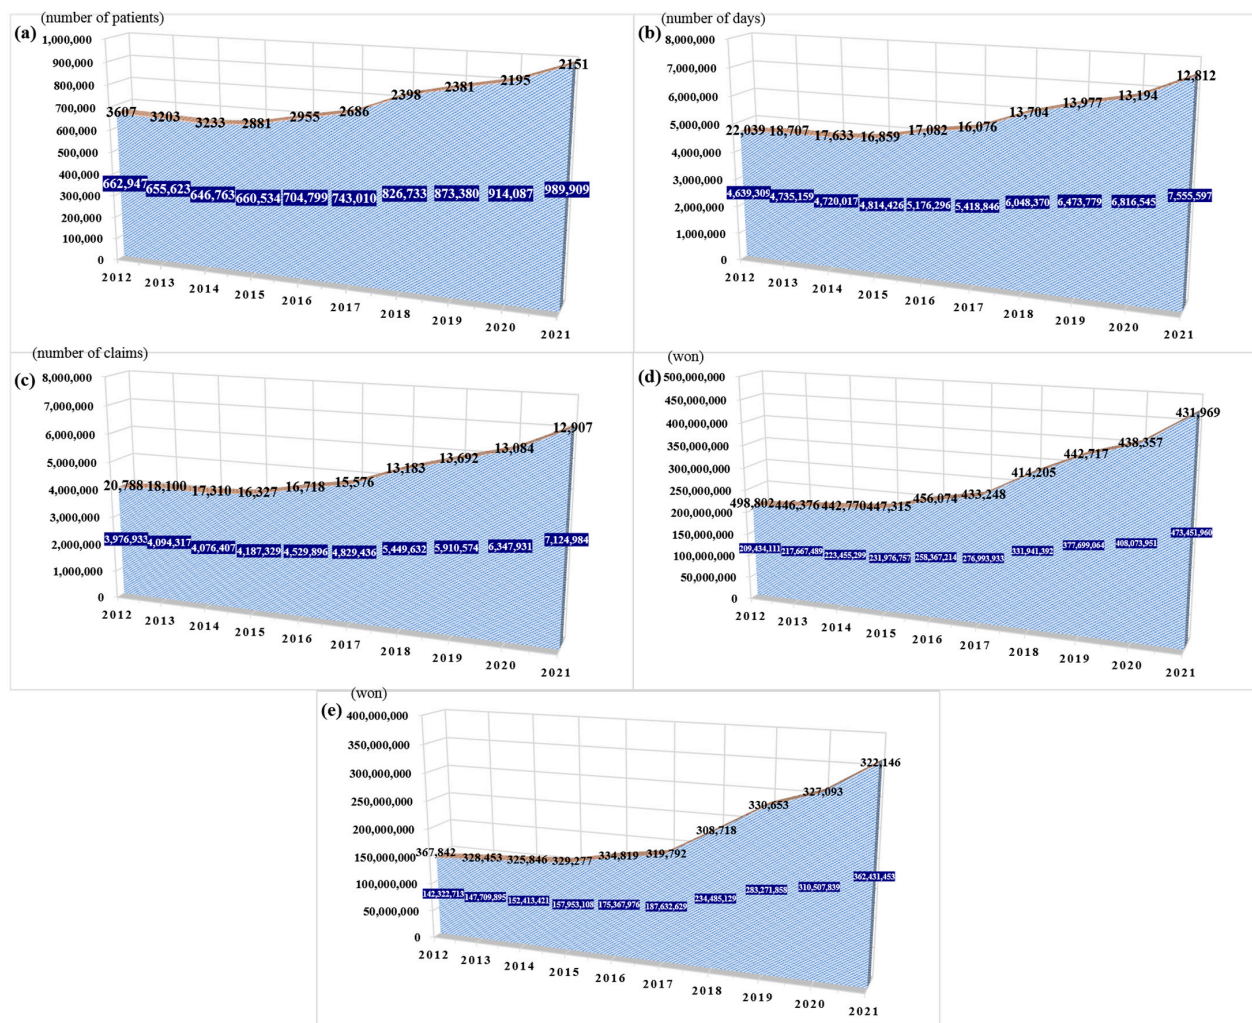 (number of patients)
(a)
1,000,000
900,000
800,000
700,000
600,000
500,000
400,000
300,000
200,000
100,000
0
3607 3203 3233 2881 2955 2686 2398 2381 2195 2151
662,947 655,623 646,763 660,534 704,799 743,010 826,733 873,380 914,087 989,909
2012 2013 2014 2015 2016 2017 2018 2019 2020 2021
(number of days)
(b)
8,000,000
7,000,000
6,000,000
5,000,000
4,000,000
3,000,000
2,000,000
1,000,000
0
22,039 18,707 17,633 16,859 17,082 16,076 13,704 13,977 13,194 12,812
4,639,309 4,735,159 4,720,017 4,814,426 5,176,296 5,418,846 6,048,370 6,473,779 6,816,545 7,555,597
2012 2013 2014 2015 2016 2017 2018 2019 2020 2021
(number of claims)
(c)
8,000,000
7,000,000
6,000,000
5,000,000
4,000,000
3,000,000
2,000,000
1,000,000
0
20,788 18,100 17,310 16,327 16,718 15,576 13,183 13,692 13,084 12,907
3,976,933 4,094,317 4,076,407 4,187,329 4,529,896 4,829,436 5,449,632 5,910,574 6,347,931 7,124,984
2012 2013 2014 2015 2016 2017 2018 2019 2020 2021
(won)
(d)
500,000,000
450,000,000
400,000,000
350,000,000
300,000,000
250,000,000
200,000,000
150,000,000
100,000,000
50,000,000
0
498,802 446,376 442,770 447,315 456,074 433,248 414,205 442,717 438,357 431,969
209,434,111 217,667,489 223,455,299 231,976,757 258,367,214 276,993,933 331,941,392 377,699,064 408,073,951 473,451,960
2012 2013 2014 2015 2016 2017 2018 2019 2020 2021
(won)
(e)
400,000,000
350,000,000
300,000,000
250,000,000
200,000,000
150,000,000
100,000,000
50,000,000
0
367,842 328,453 325,846 329,277 334,819 319,792 308,718 330,653 327,093 322,146
142,322,713 147,709,895 152,413,421 157,953,108 175,367,976 187,632,629 234,485,129 283,271,858 310,507,839 362,431,453
2012 2013 2014 2015 2016 2017 2018 2019 2020 2021